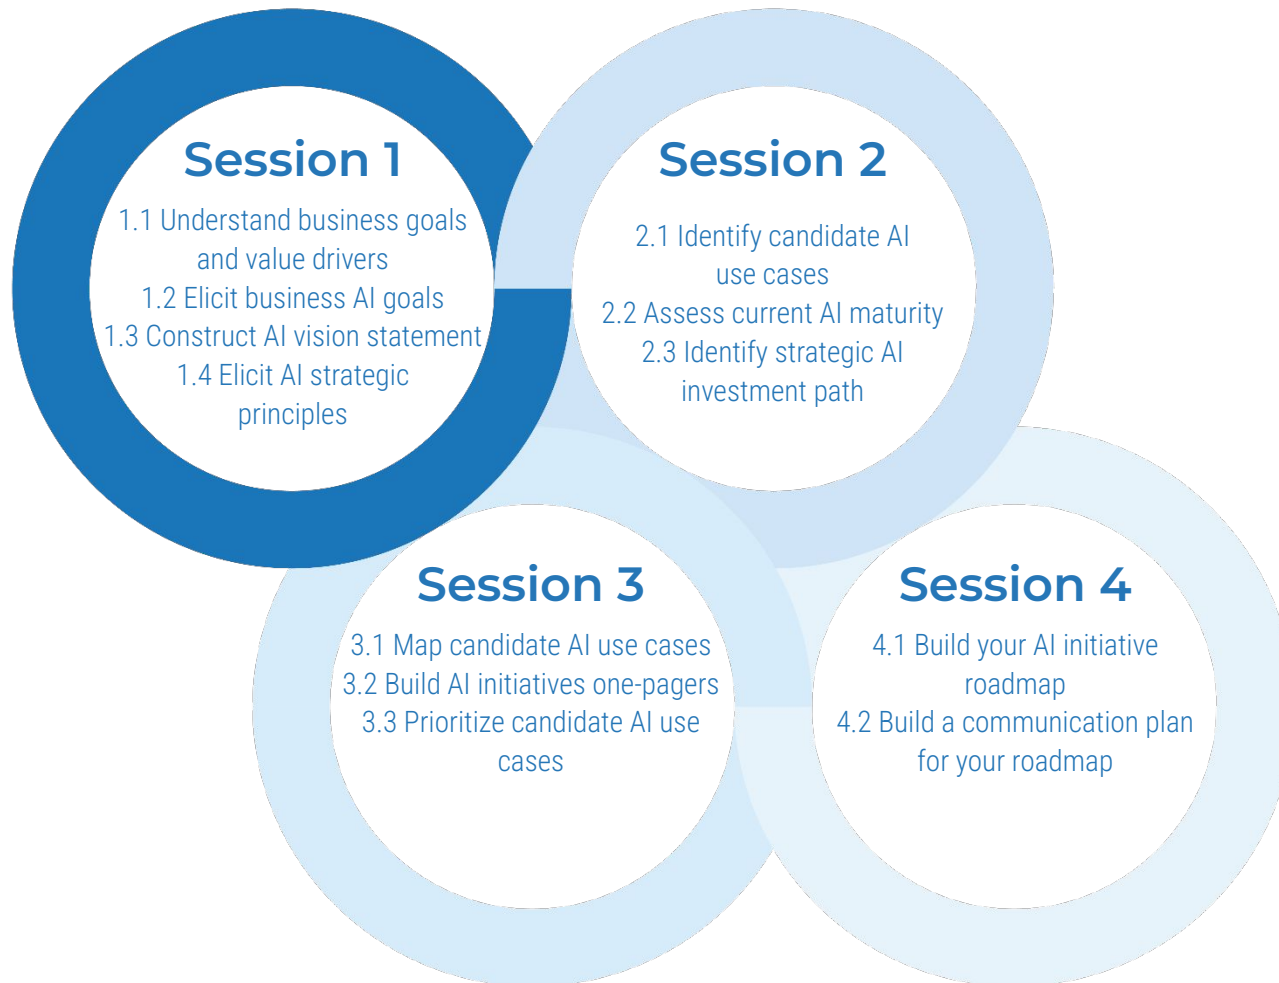 Session 1
1.1 Understand business goals
and value drivers
1.2 Elicit business AI goals
1.3 Construct AI vision statement
1.4 Elicit AI strategic
principles
Session 2
2.1 Identify candidate AI
use cases
2.2 Assess current AI maturity
2.3 Identify strategic AI
investment path
Session 3
3.1 Map candidate AI use cases
3.2 Build AI initiatives one-pagers
3.3 Prioritize candidate AI use
cases
Session 4
4.1 Build your AI initiative
roadmap
4.2 Build a communication plan
for your roadmap